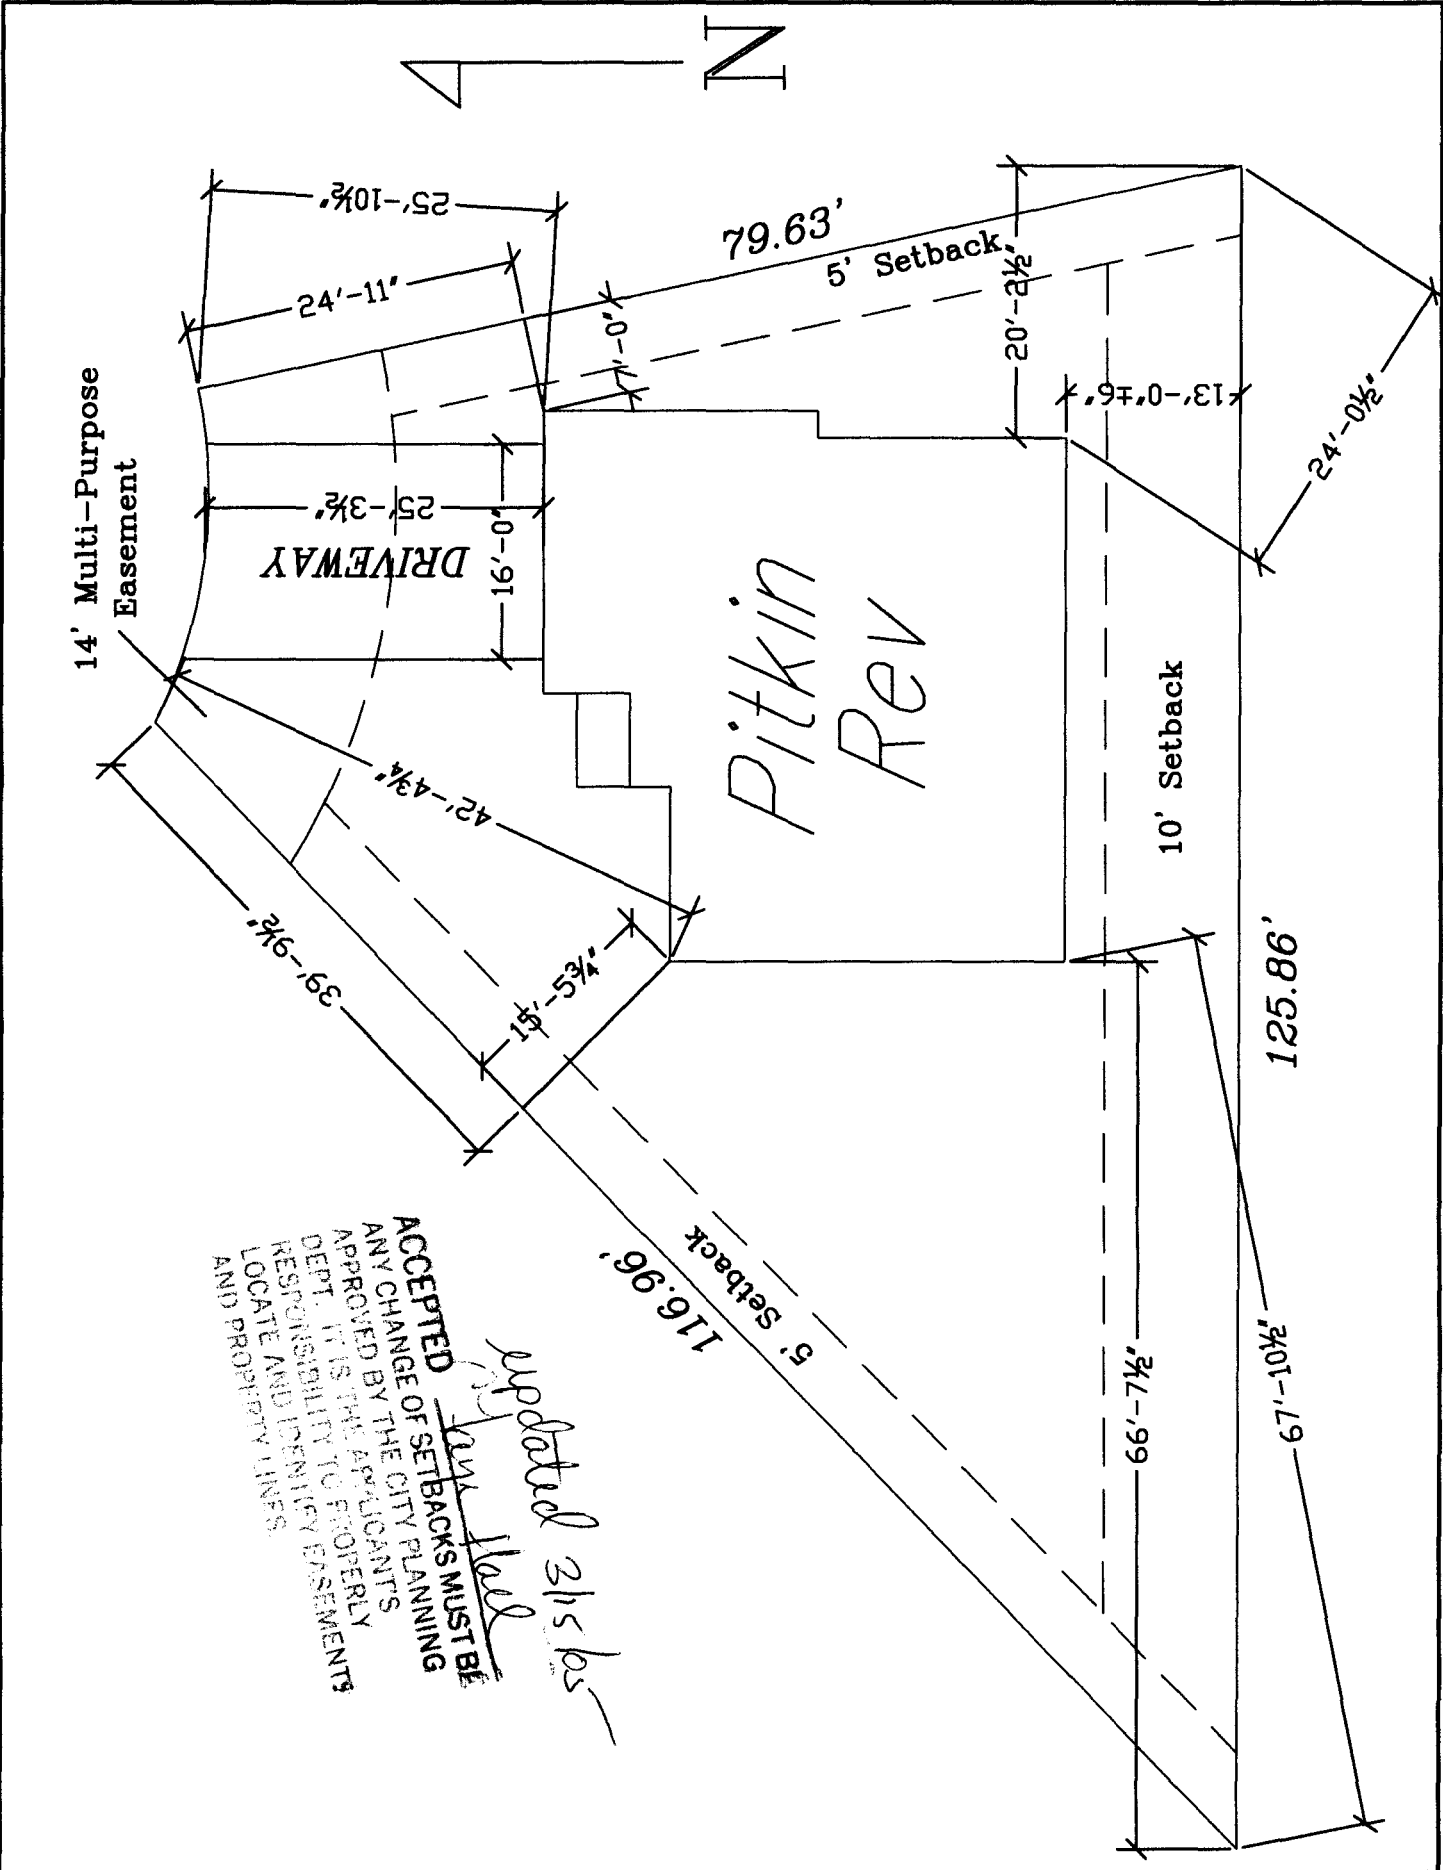 N
14' Multi-Purpose
Easement
25'-10½"
24'-11"
79.63'
5' Setback
20'-2½"
25'-3½"
DRIVEWAY
16'-0"
13'-0"±6"
24'-0½"
42'-4¾"
39'-9½"
15'-5¾"
Pitkin
Rev
10' Setback
125.86'
116.96'
5' Setback
66'-7½"
67'-10½"
updated 3/15/05
ACCEPTED
ANY CHANGE OF SETBACKS MUST BE
APPROVED BY THE CITY PLANNING
DEPT. IT IS THE APPLICANT'S
RESPONSIBILITY TO PROPERLY
LOCATE AND IDENTIFY EASEMENTS
AND PROPERTY LINES.